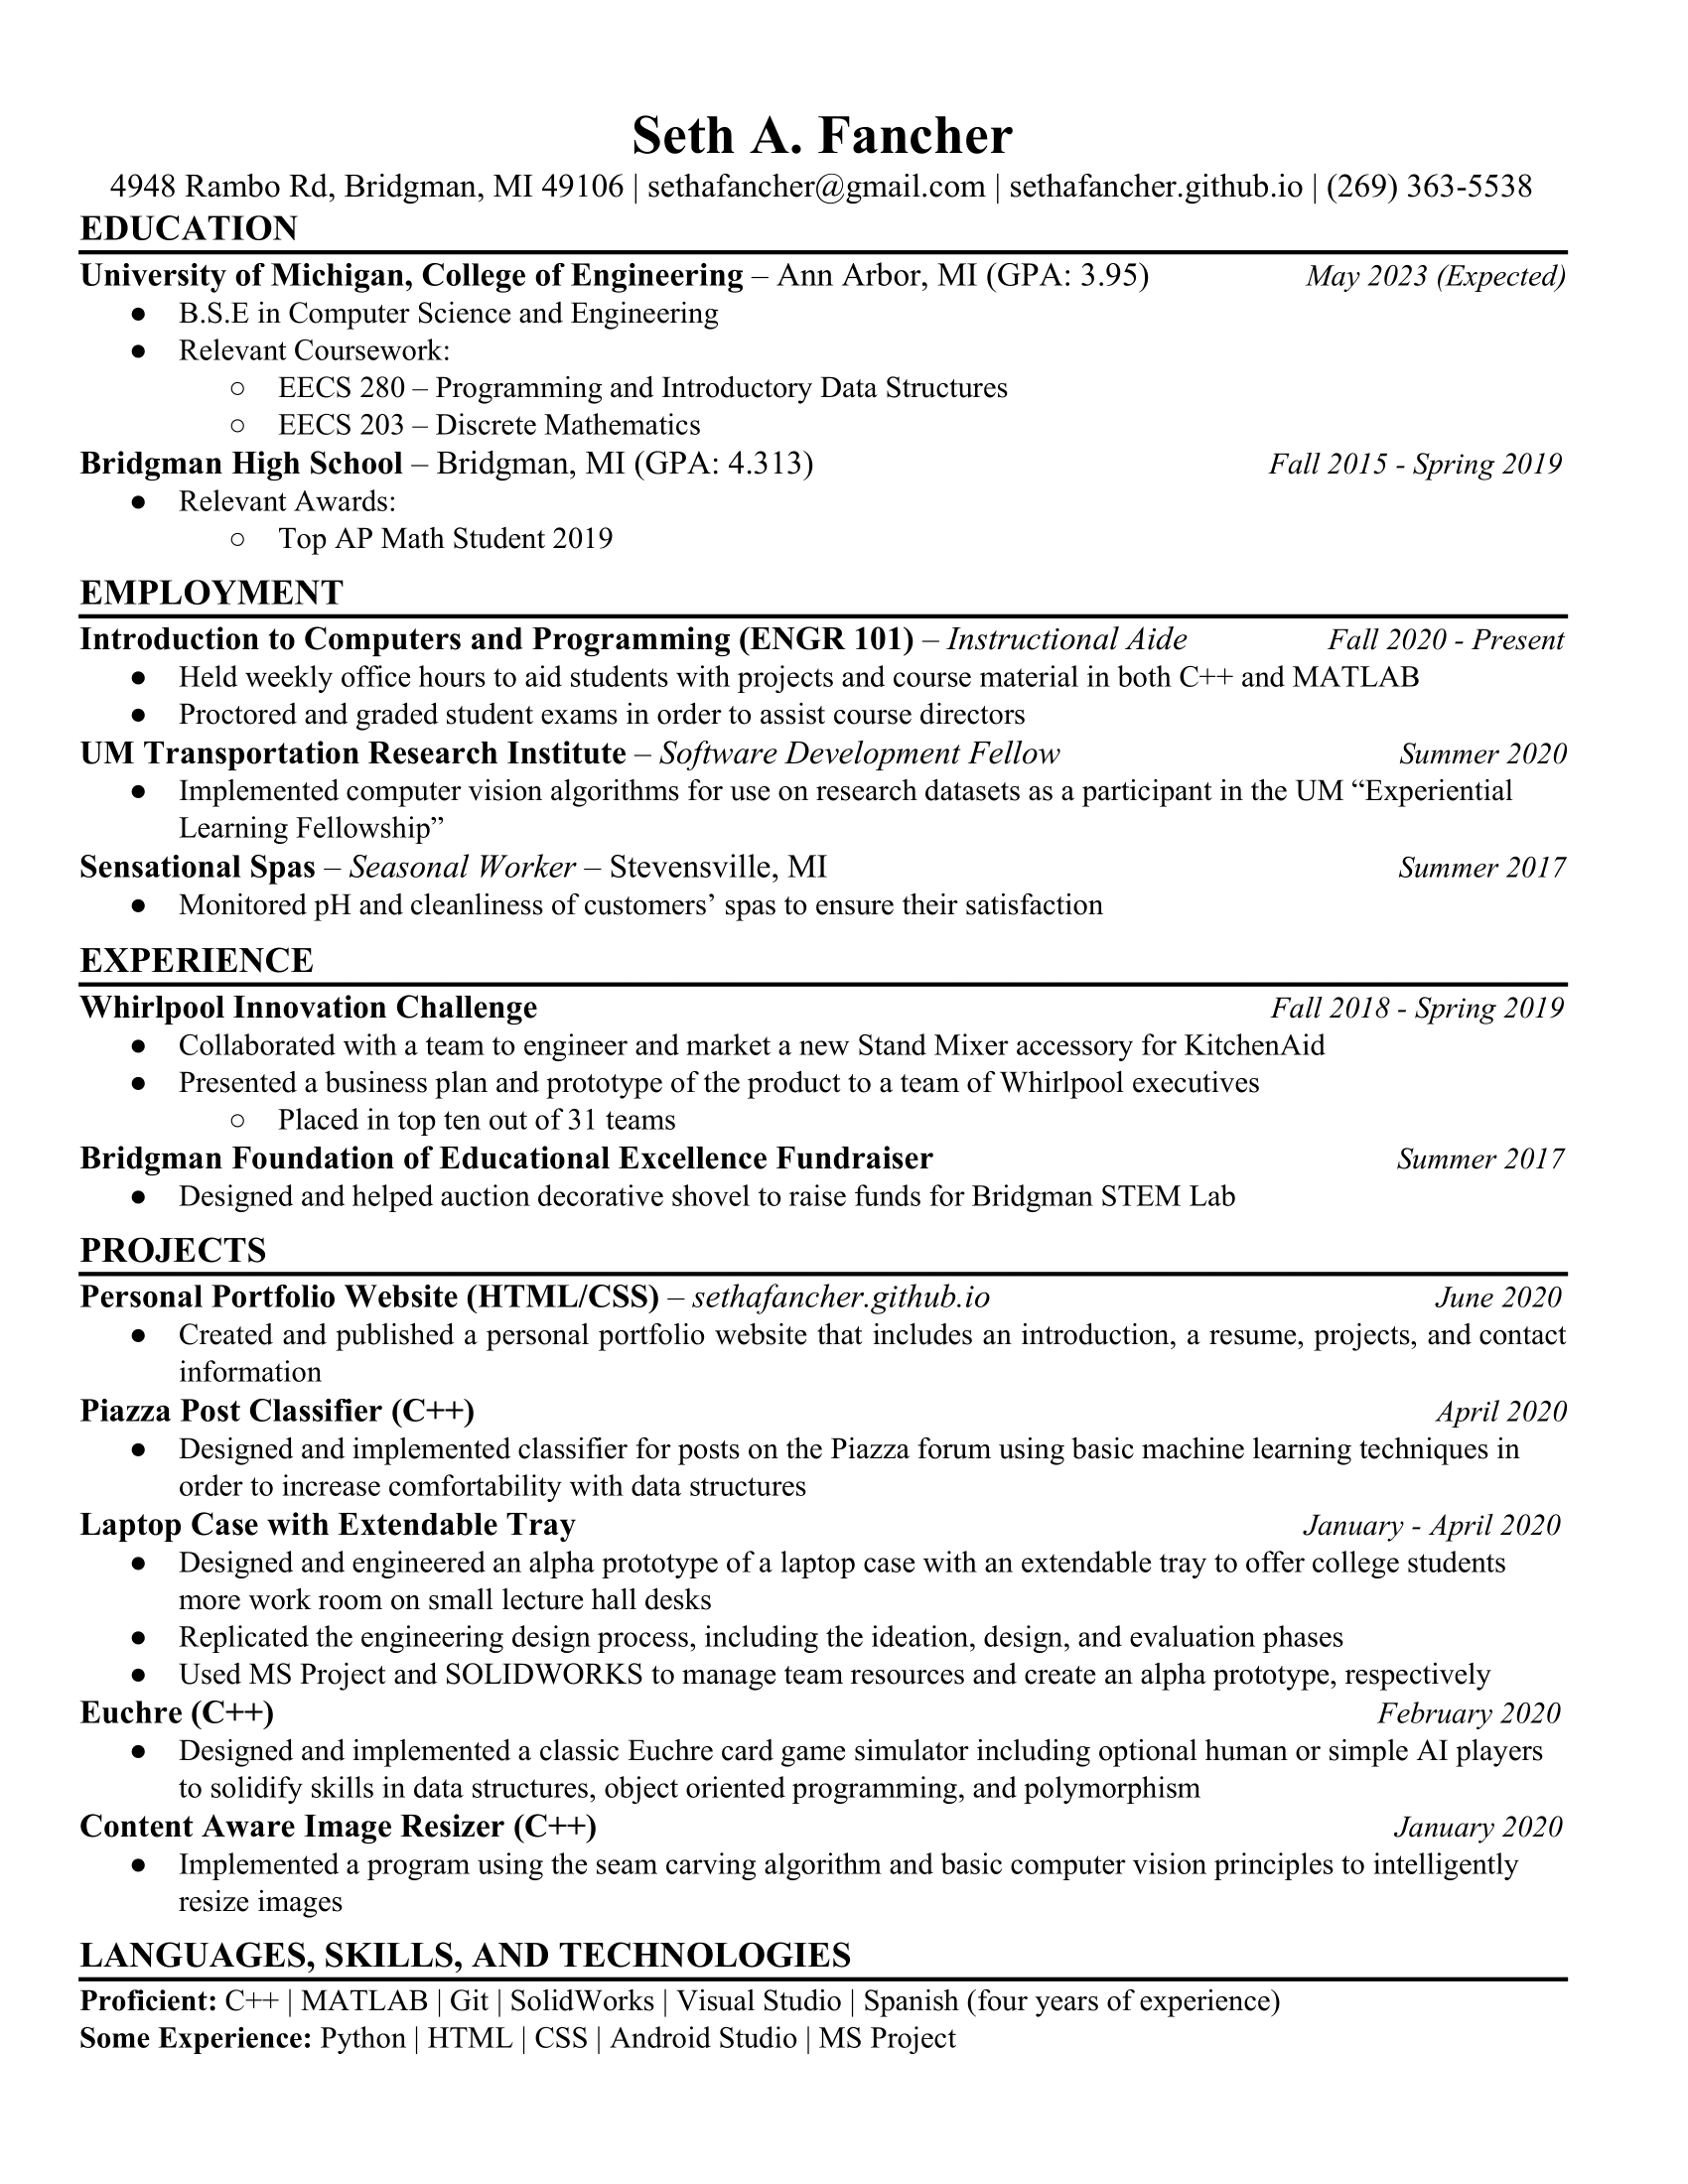 Seth A. Fancher
4948 Rambo Rd, Bridgman, MI 49106 | sethafancher@gmail.com | sethafancher.github.io | (269) 363-5538
EDUCATION
University of Michigan, College of Engineering – Ann Arbor, MI (GPA: 3.95) May 2023 (Expected)
● B.S.E in Computer Science and Engineering
● Relevant Coursework:
○ EECS 280 – Programming and Introductory Data Structures
○ EECS 203 – Discrete Mathematics
Bridgman High School – Bridgman, MI (GPA: 4.313) Fall 2015 - Spring 2019
● Relevant Awards:
○ Top AP Math Student 2019
EMPLOYMENT
Introduction to Computers and Programming (ENGR 101) – Instructional Aide Fall 2020 - Present
● Held weekly office hours to aid students with projects and course material in both C++ and MATLAB
● Proctored and graded student exams in order to assist course directors
UM Transportation Research Institute – Software Development Fellow Summer 2020
● Implemented computer vision algorithms for use on research datasets as a participant in the UM “Experiential
Learning Fellowship”
Sensational Spas – Seasonal Worker – Stevensville, MI Summer 2017
● Monitored pH and cleanliness of customers’ spas to ensure their satisfaction
EXPERIENCE
Whirlpool Innovation Challenge Fall 2018 - Spring 2019
● Collaborated with a team to engineer and market a new Stand Mixer accessory for KitchenAid
● Presented a business plan and prototype of the product to a team of Whirlpool executives
○ Placed in top ten out of 31 teams
Bridgman Foundation of Educational Excellence Fundraiser Summer 2017
● Designed and helped auction decorative shovel to raise funds for Bridgman STEM Lab
PROJECTS
Personal Portfolio Website (HTML/CSS) – sethafancher.github.io June 2020
● Created and published a personal portfolio website that includes an introduction, a resume, projects, and contact
information
Piazza Post Classifier (C++) April 2020
● Designed and implemented classifier for posts on the Piazza forum using basic machine learning techniques in
order to increase comfortability with data structures
Laptop Case with Extendable Tray January - April 2020
● Designed and engineered an alpha prototype of a laptop case with an extendable tray to offer college students
more work room on small lecture hall desks
● Replicated the engineering design process, including the ideation, design, and evaluation phases
● Used MS Project and SOLIDWORKS to manage team resources and create an alpha prototype, respectively
Euchre (C++) February 2020
● Designed and implemented a classic Euchre card game simulator including optional human or simple AI players
to solidify skills in data structures, object oriented programming, and polymorphism
Content Aware Image Resizer (C++) January 2020
● Implemented a program using the seam carving algorithm and basic computer vision principles to intelligently
resize images
LANGUAGES, SKILLS, AND TECHNOLOGIES
Proficient: C++ | MATLAB | Git | SolidWorks | Visual Studio | Spanish (four years of experience)
Some Experience: Python | HTML | CSS | Android Studio | MS Project